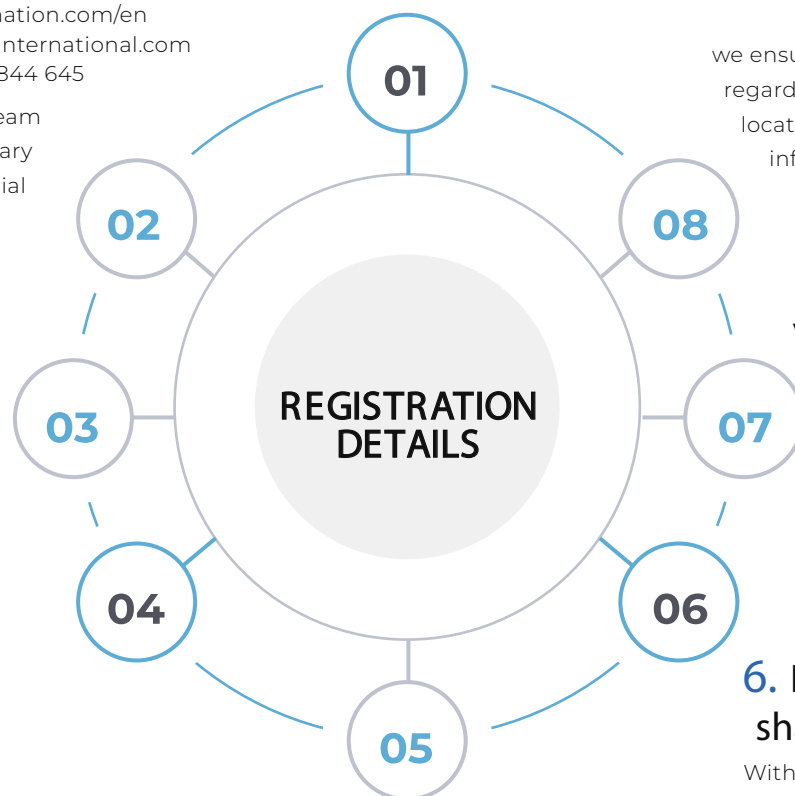 nation.com/en
nternational.com
844 645
eam
ary
ial
we ensu
regard
locat
inf
01
02
08
REGISTRATION
DETAILS
03
07
04
06
05
6.
sh
With